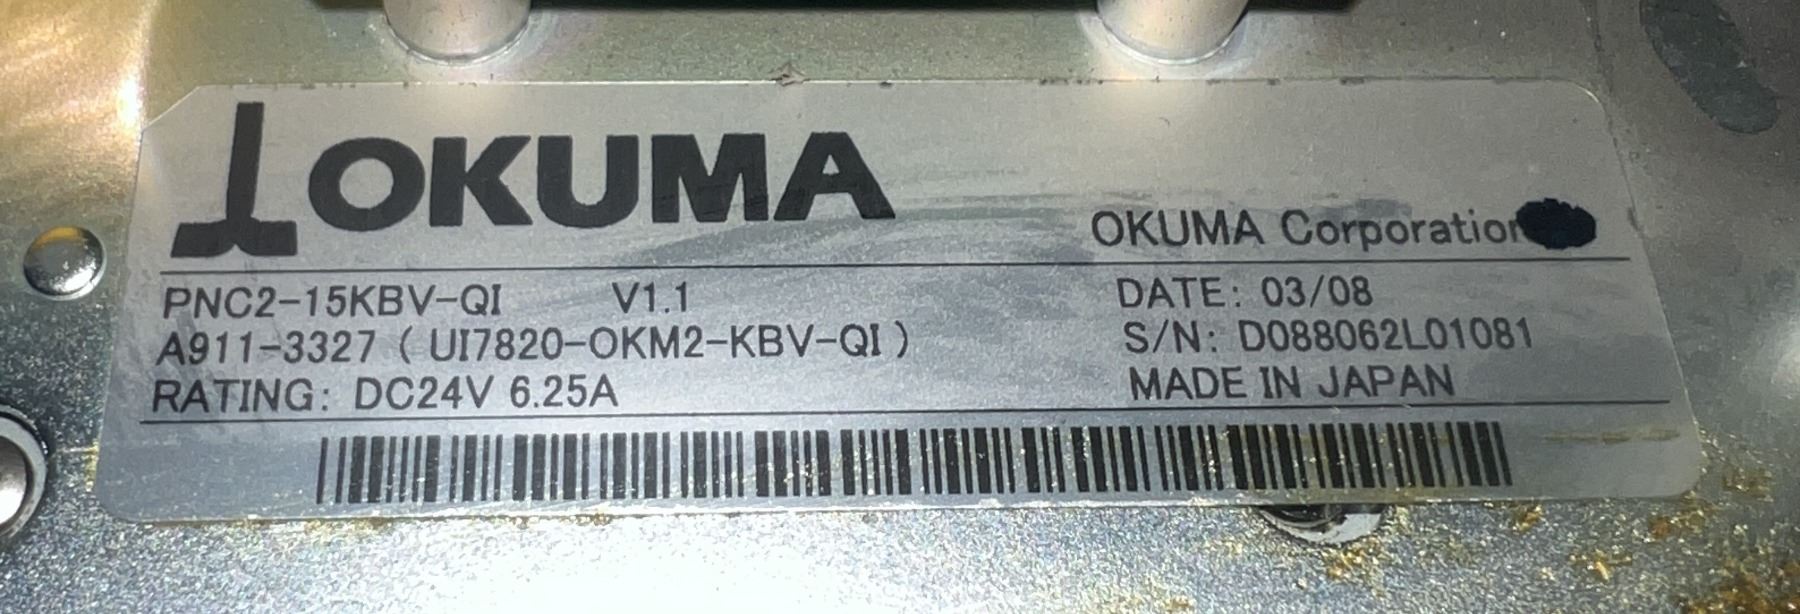 OKUMA
OKUMA Corporation
PNC2-15KBV-QI V1.1 DATE: 03/08
A911-3327 ( UI7820-OKM2-KBV-QI ) S/N: D088062L01081
RATING: DC24V 6.25A MADE IN JAPAN